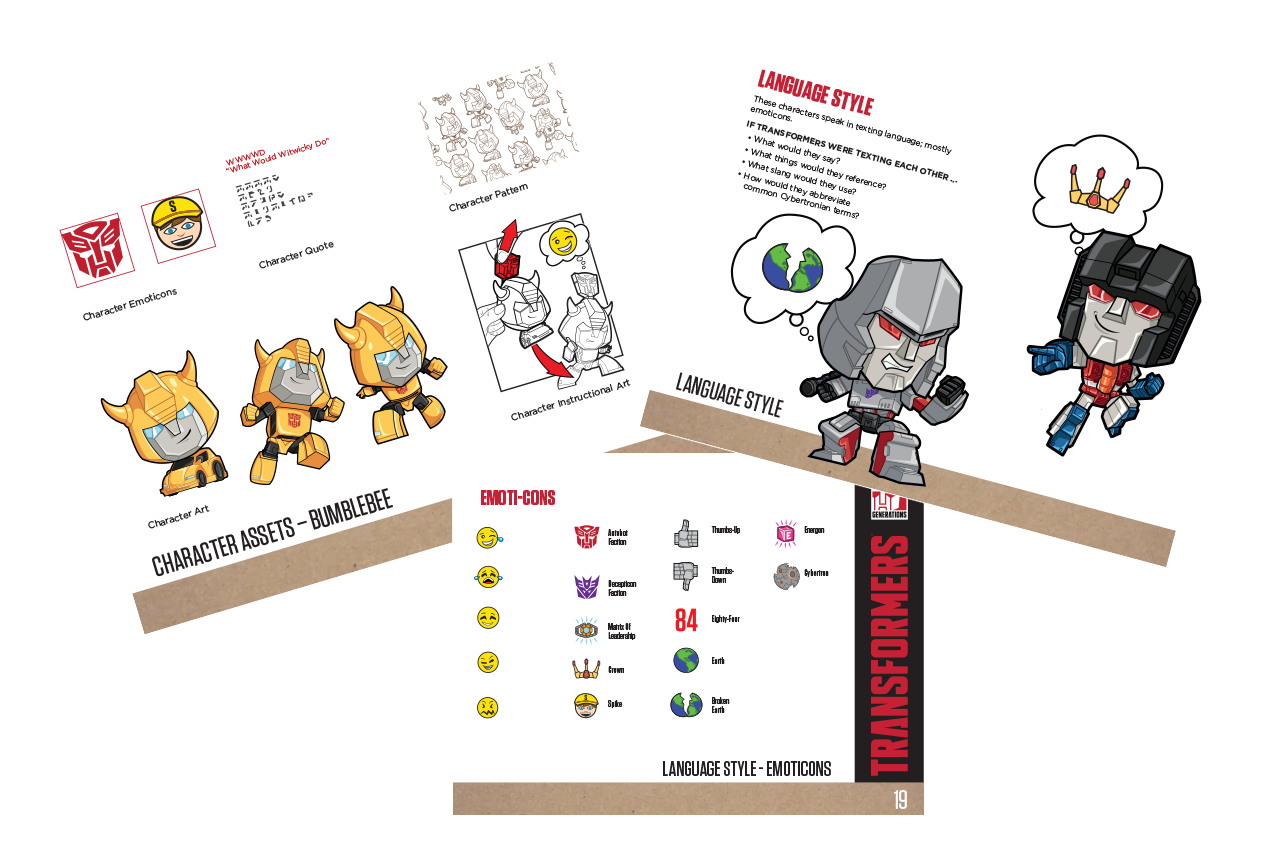 WWWWD
"What Would Witwicky Do"
S
Character Emoticons
Character Quote
Character Pattern
Character Instructional Art
Character Art
CHARACTER ASSETS – BUMBLEBEE
LANGUAGE STYLE
These characters speak in texting language; mostly
emoticons.
IF TRANSFORMERS WERE TEXTING EACH OTHER ...
• What would they say?
• What things would they reference?
• What slang would they use?
• How would they abbreviate
common Cybertronian terms?
LANGUAGE STYLE
EMOTI-CONS
Autobot
Faction
Decepticon
Faction
Matrix Of
Leadership
Crown
S
Spike
Thumbs-Up
Thumbs-
Down
84
Eighty-Four
Earth
Broken
Earth
Energon
Cybertron
GENERATIONS
TRANSFORMERS
LANGUAGE STYLE - EMOTICONS
19